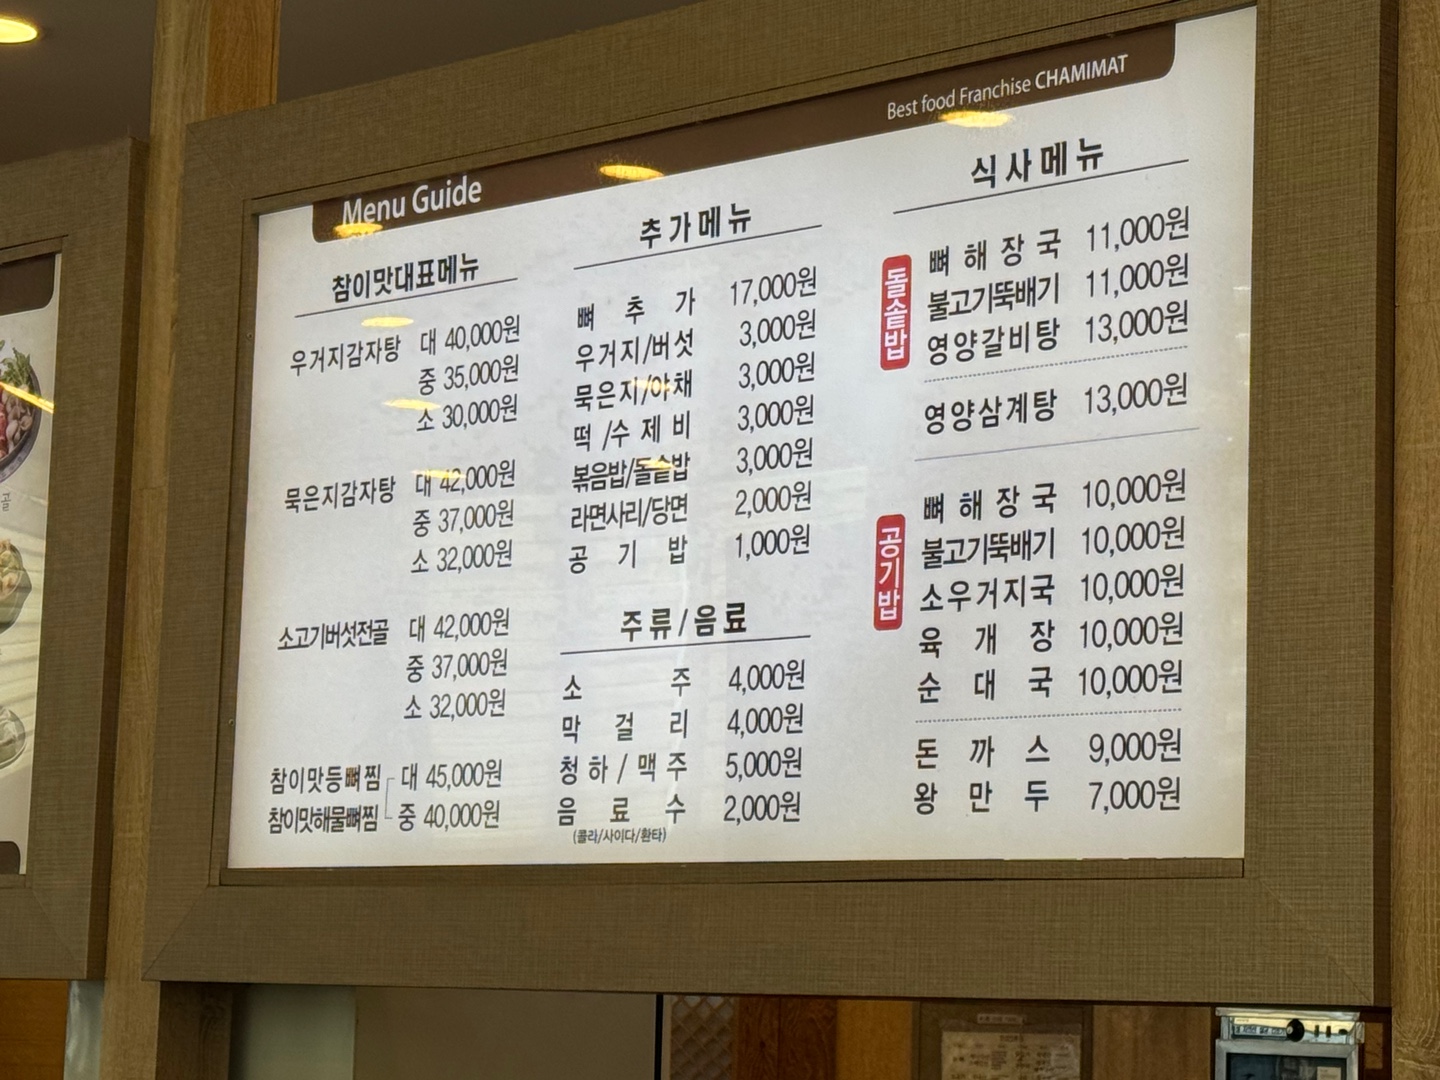 Best food Franchise CHAMIMAT
Menu Guide
참이맛대표메뉴
우거지감자탕 대 40,000원
중 35,000원
소 30,000원
묵은지감자탕 대 42,000원
중 37,000원
소 32,000원
소고기버섯전골 대 42,000원
중 37,000원
소 32,000원
참이맛등뼈찜 대 45,000원
참이맛해물뼈찜 중 40,000원
추가메뉴
뼈추가 17,000원
우거지/버섯 3,000원
묵은지/야채 3,000원
떡/수제비 3,000원
볶음밥/돌솥밥 3,000원
라면사리/당면 2,000원
공기밥 1,000원
주류/음료
소주 4,000원
막걸리 4,000원
청하/맥주 5,000원
음료수 2,000원
(콜라/사이다/환타)
식사메뉴
돌솥밥
뼈해장국 11,000원
불고기뚝배기 11,000원
영양갈비탕 13,000원
영양삼계탕 13,000원
공기밥
뼈해장국 10,000원
불고기뚝배기 10,000원
소우거지국 10,000원
육개장 10,000원
순대국 10,000원
돈까스 9,000원
왕만두 7,000원
골